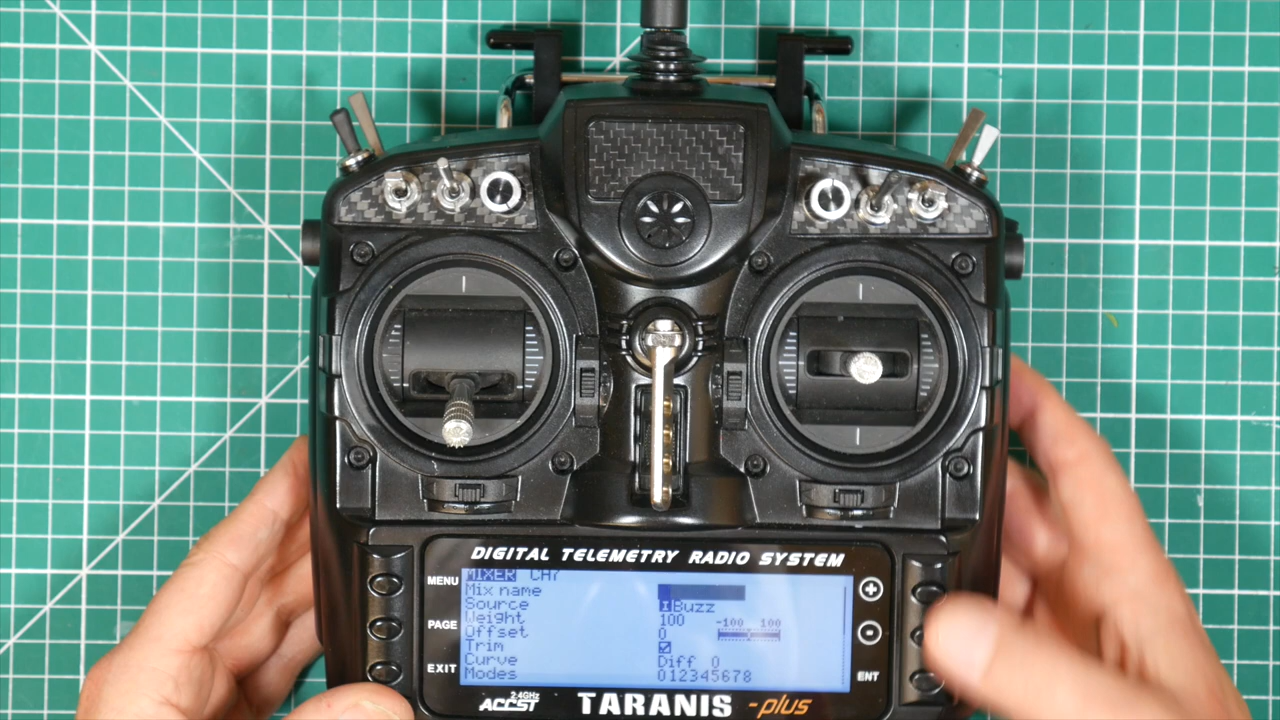 DIGITAL TELEMETRY RADIO SYSTEM
MENU
PAGE
EXIT
MIXER CH7
Mix name
Source IBuzz
Weight 100 -100 100
Offset 0
Trim
Curve Diff 0
Modes 012345678
ENT
ACCST 2.4GHz
TARANIS -plus